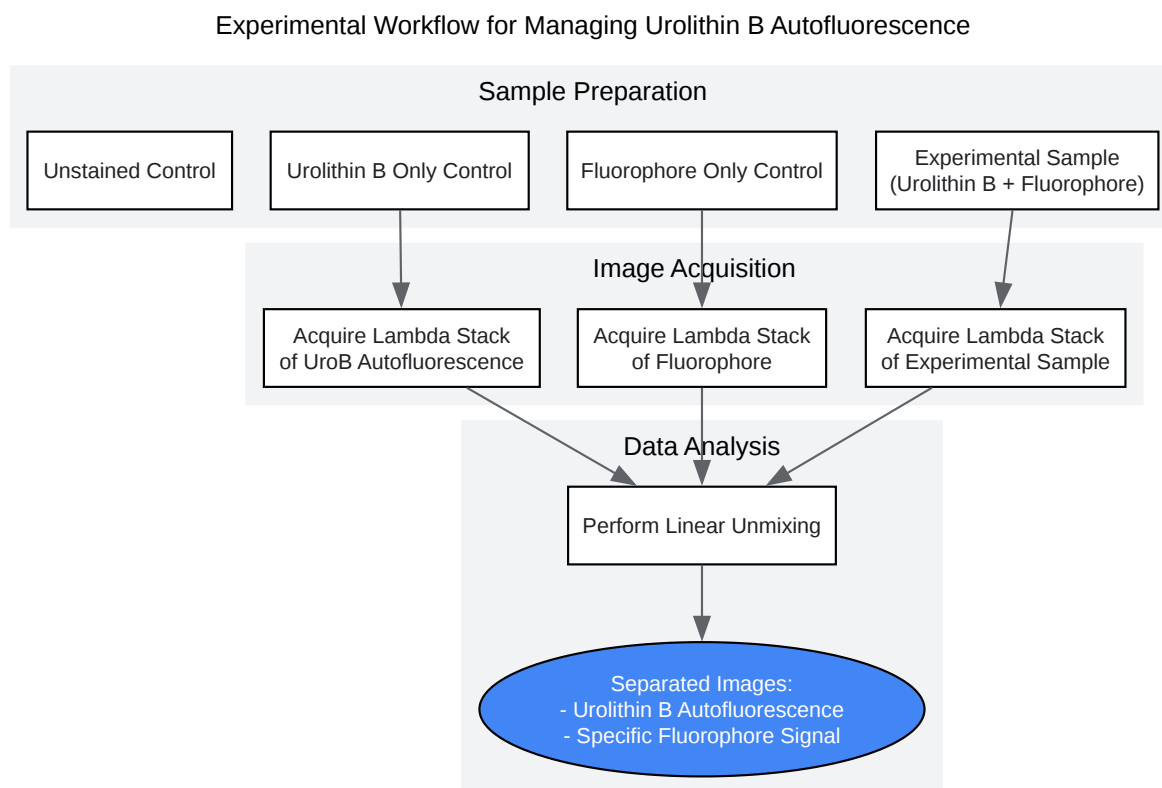 Experimental Workflow for Managing Urolithin B Autofluorescence
Sample Preparation
Unstained Control
Urolithin B Only Control
Fluorophore Only Control
Experimental Sample
(Urolithin B + Fluorophore)
Image Acquisition
Acquire Lambda Stack
of UroB Autofluorescence
Acquire Lambda Stack
of Fluorophore
Acquire Lambda Stack
of Experimental Sample
Data Analysis
Perform Linear Unmixing
Separated Images:
- Urolithin B Autofluorescence
- Specific Fluorophore Signal